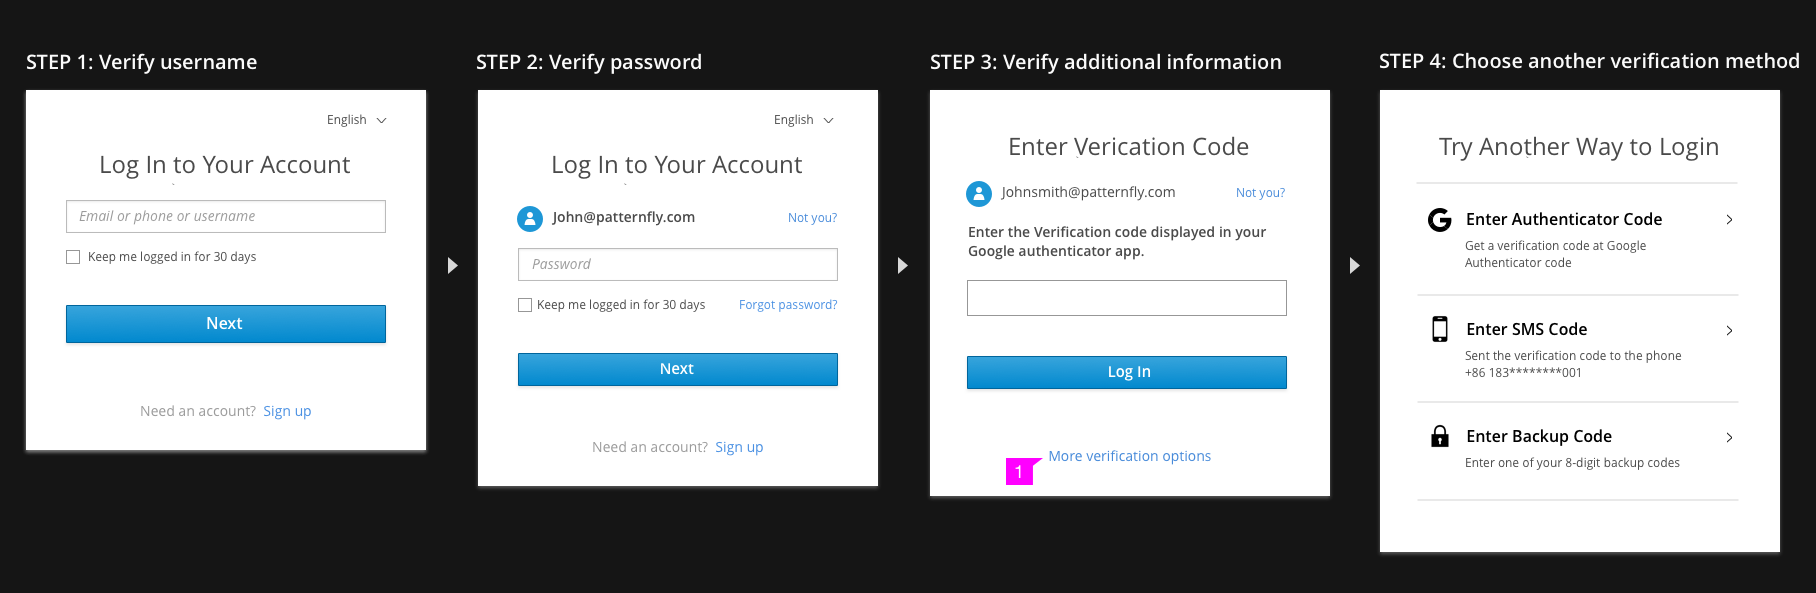 STEP 1: Verify username
English
Log In to Your Account
Email or phone or username
Keep me logged in for 30 days
Next
Need an account? Sign up
STEP 2: Verify password
English
Log In to Your Account
John@patternfly.com
Not you?
Password
Keep me logged in for 30 days
Forgot password?
Next
Need an account? Sign up
STEP 3: Verify additional information
Enter Verication Code
Johnsmith@patternfly.com
Not you?
Enter the Verification code displayed in your
Google authenticator app.
Log In
More verification options
1
STEP 4: Choose another verification method
Try Another Way to Login
G
Enter Authenticator Code
Get a verification code at Google
Authenticator code
Enter SMS Code
Sent the verification code to the phone
+86 183********001
Enter Backup Code
Enter one of your 8-digit backup codes